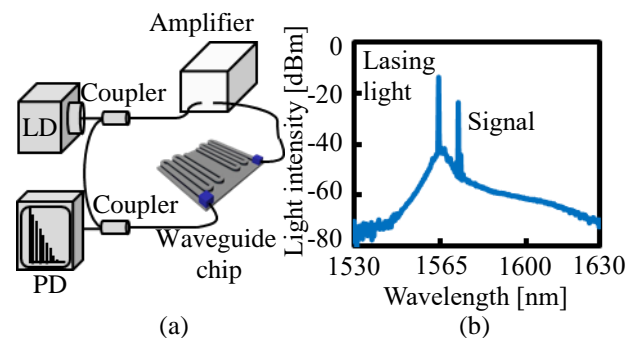 Amplifier
Coupler
LD
Coupler
Waveguide
chip
PD
(a)
0
-20
-40
-60
-80
Light intensity [dBm]
Lasing
light
Signal
1530
1565
1600
1630
Wavelength [nm]
(b)